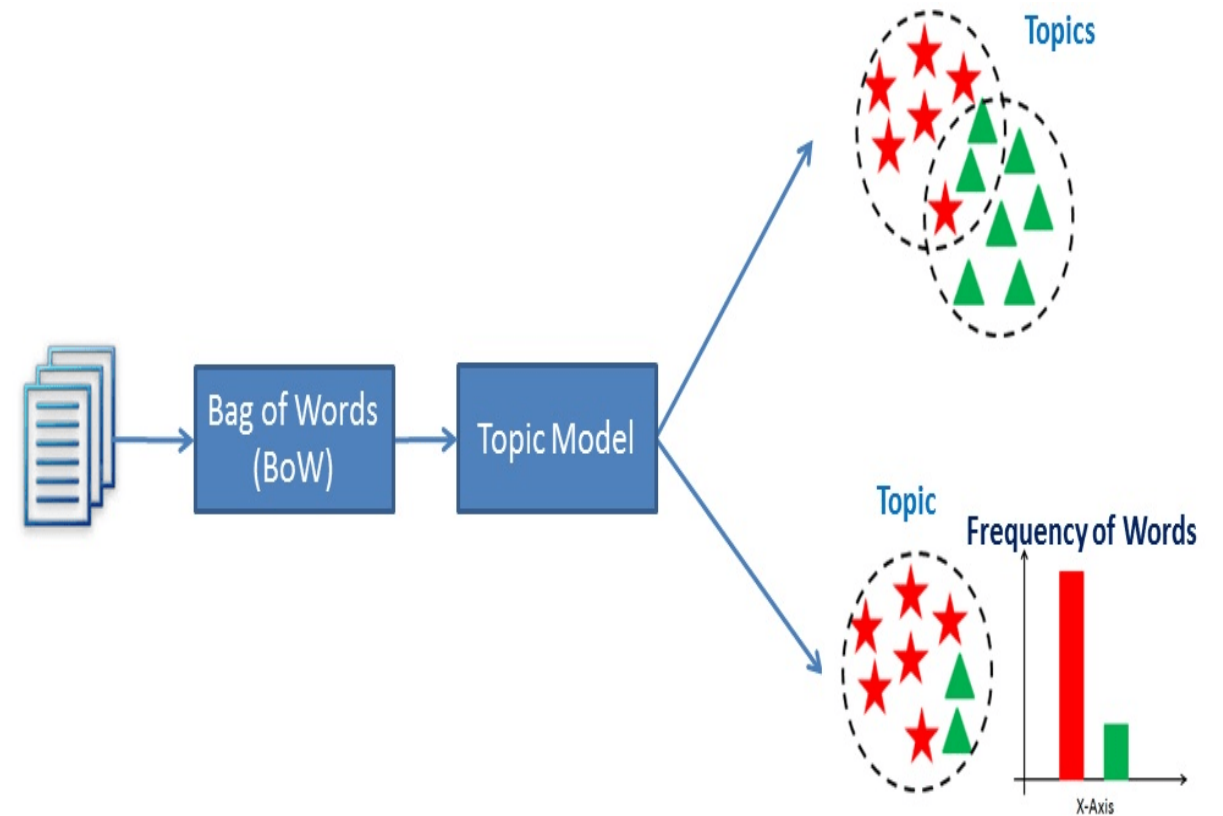 Topics
Bag of Words
(BoW)
Topic Model
Topic
Frequency of Words
X-Axis